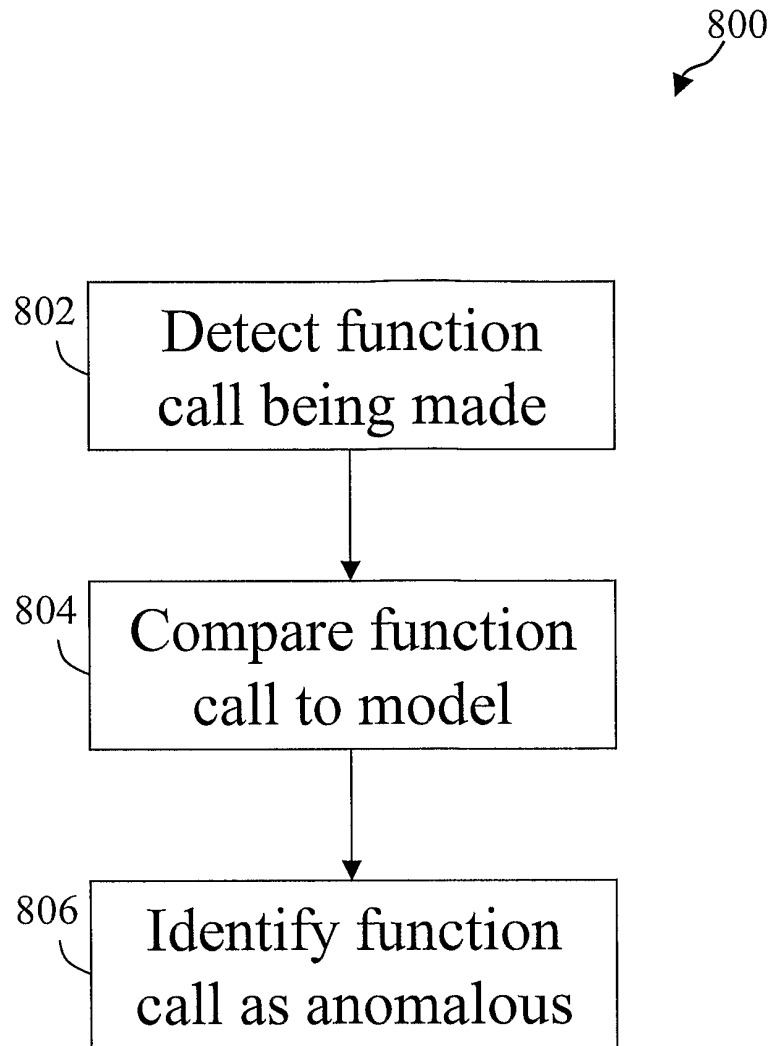 800
802
Detect function
call being made
804
Compare function
call to model
806
Identify function
call as anomalous